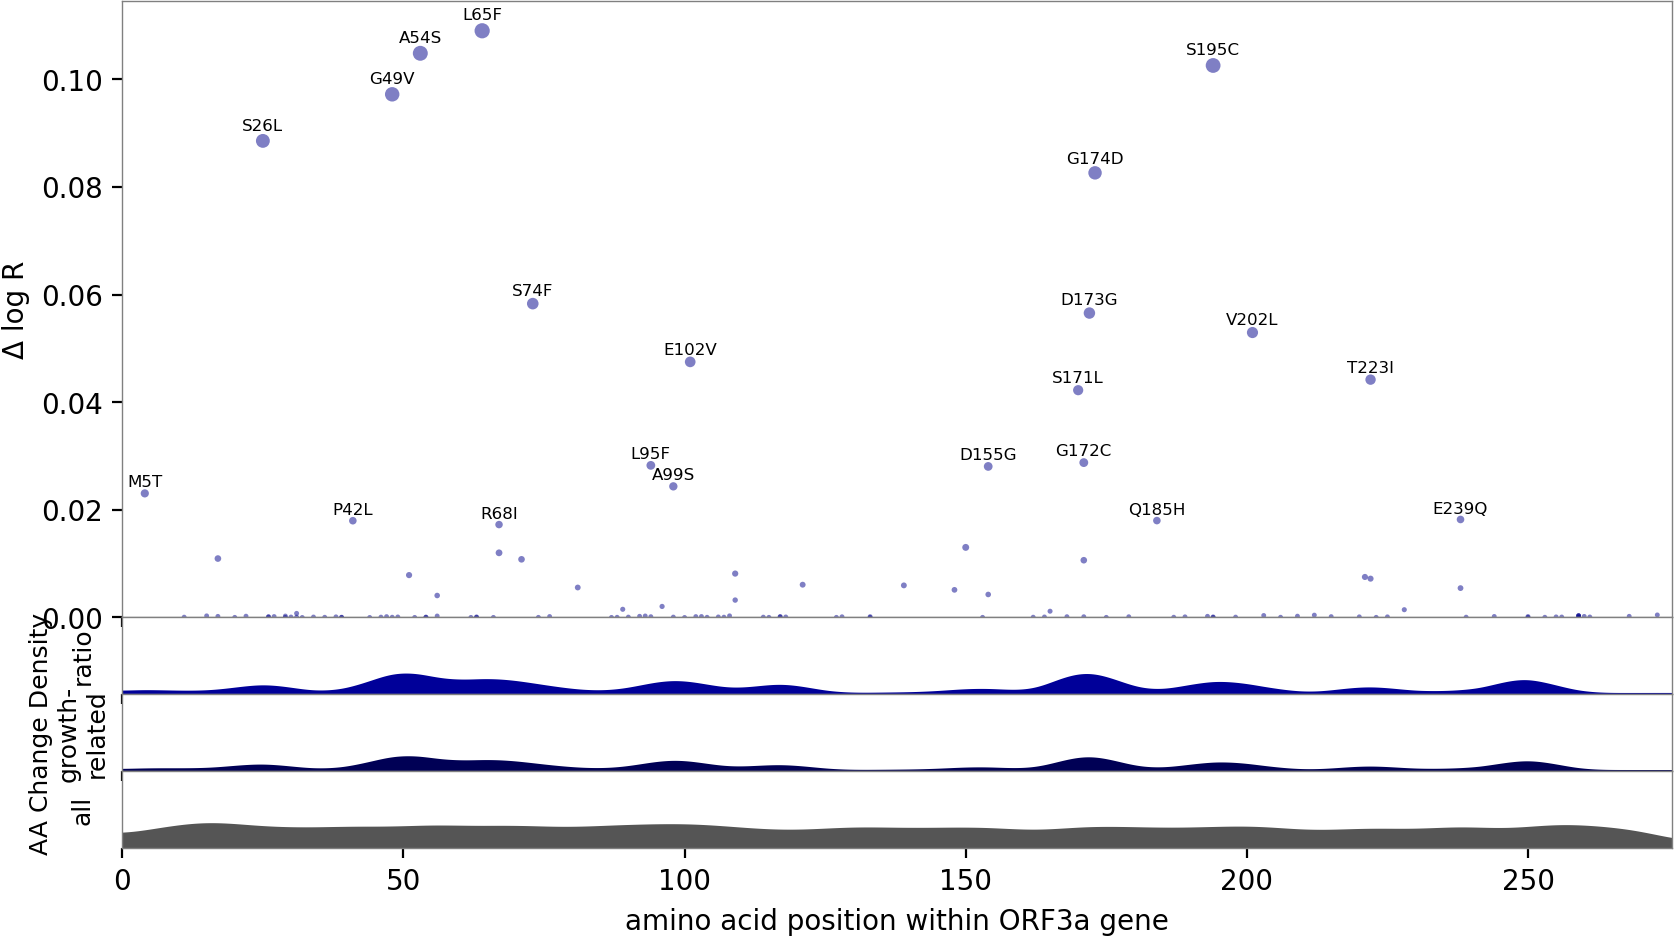 L65F
A54S
S195C
G49V
0.10
S26L
G174D
0.08
S74F
D173G
0.06
V202L
E102V
T223I
S171L
0.04
L95F
D155G
G172C
A99S
M5T
0.02
P42L
R68I
Q185H
E239Q
0.00
Δ log R
AA Change Density
ratio
growth-
related
all
0
50
100
150
200
250
amino acid position within ORF3a gene